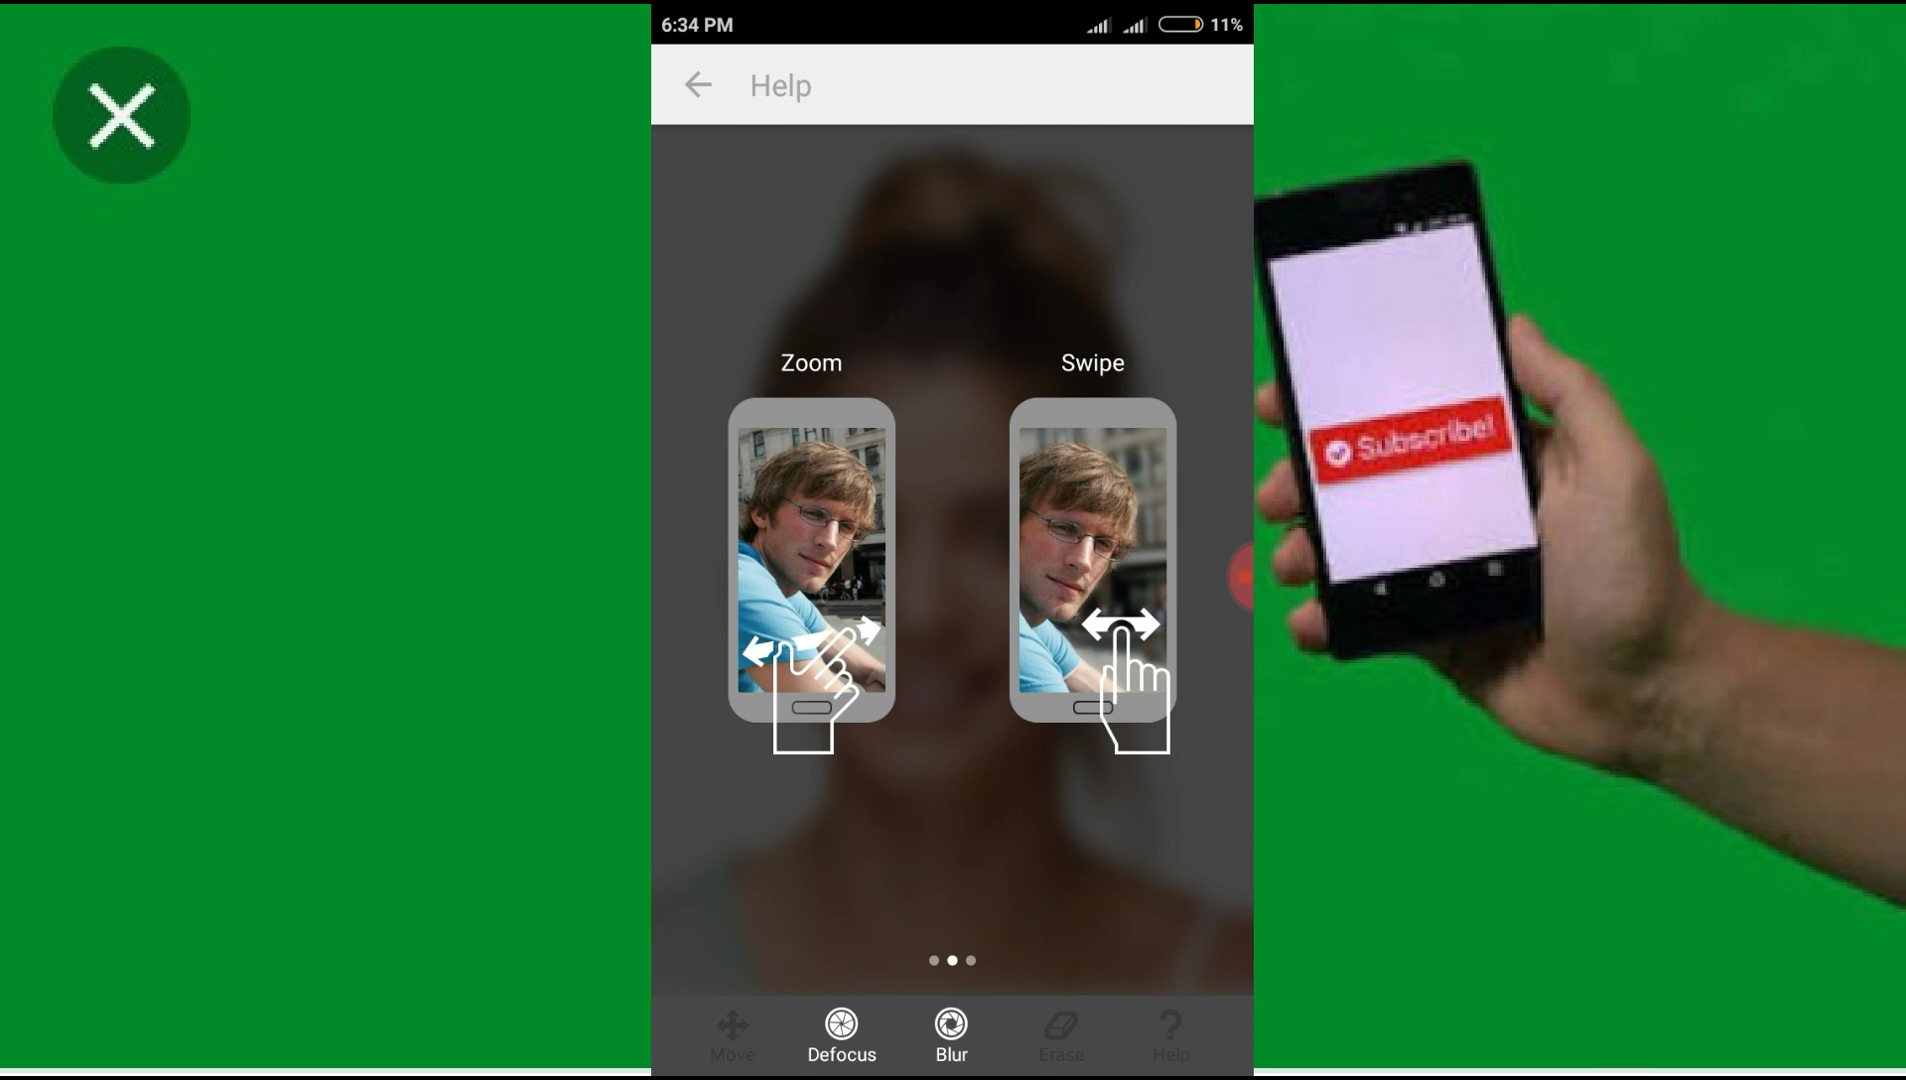 6:34 PM
11%
Help
Zoom
Swipe
Subscribe!
Move
Defocus
Blur
Erase
Help